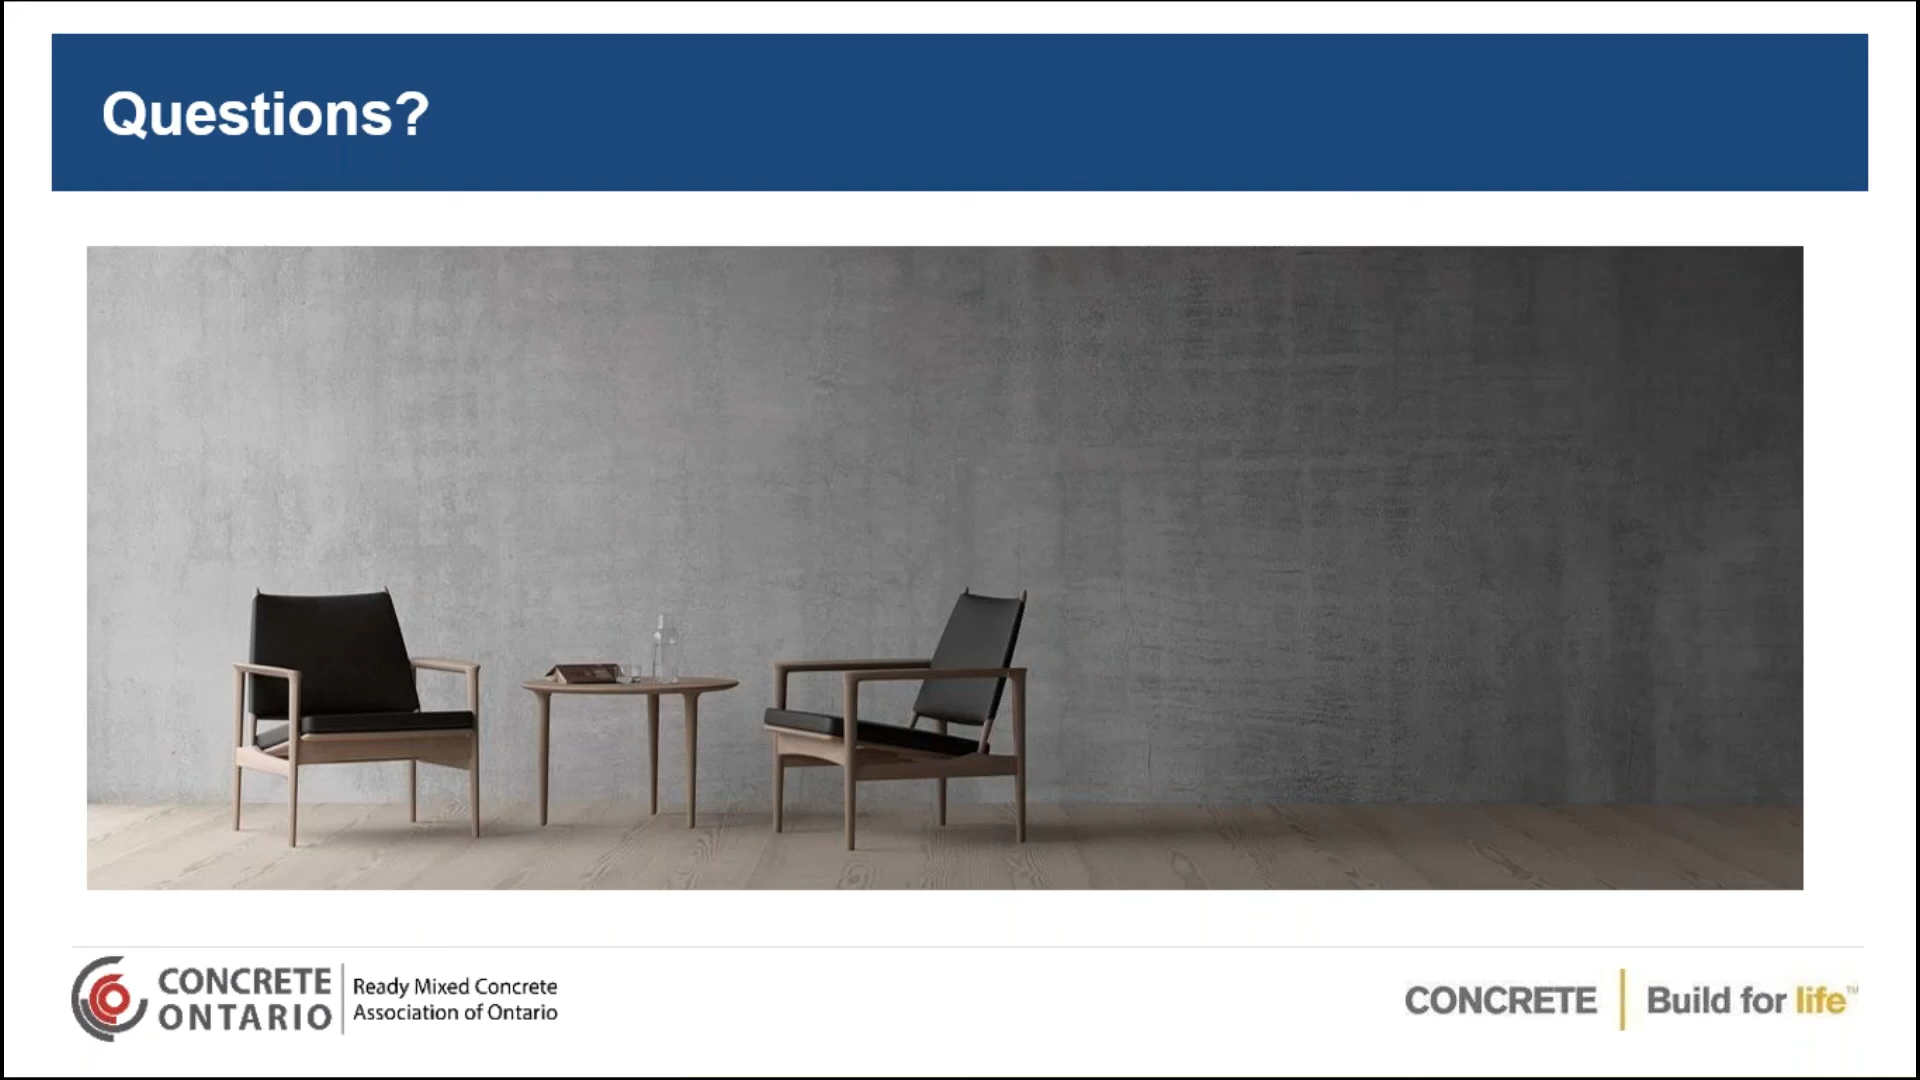 Questions?
CONCRETE
ONTARIO
Ready Mixed Concrete
Association of Ontario
CONCRETE
Build for life™